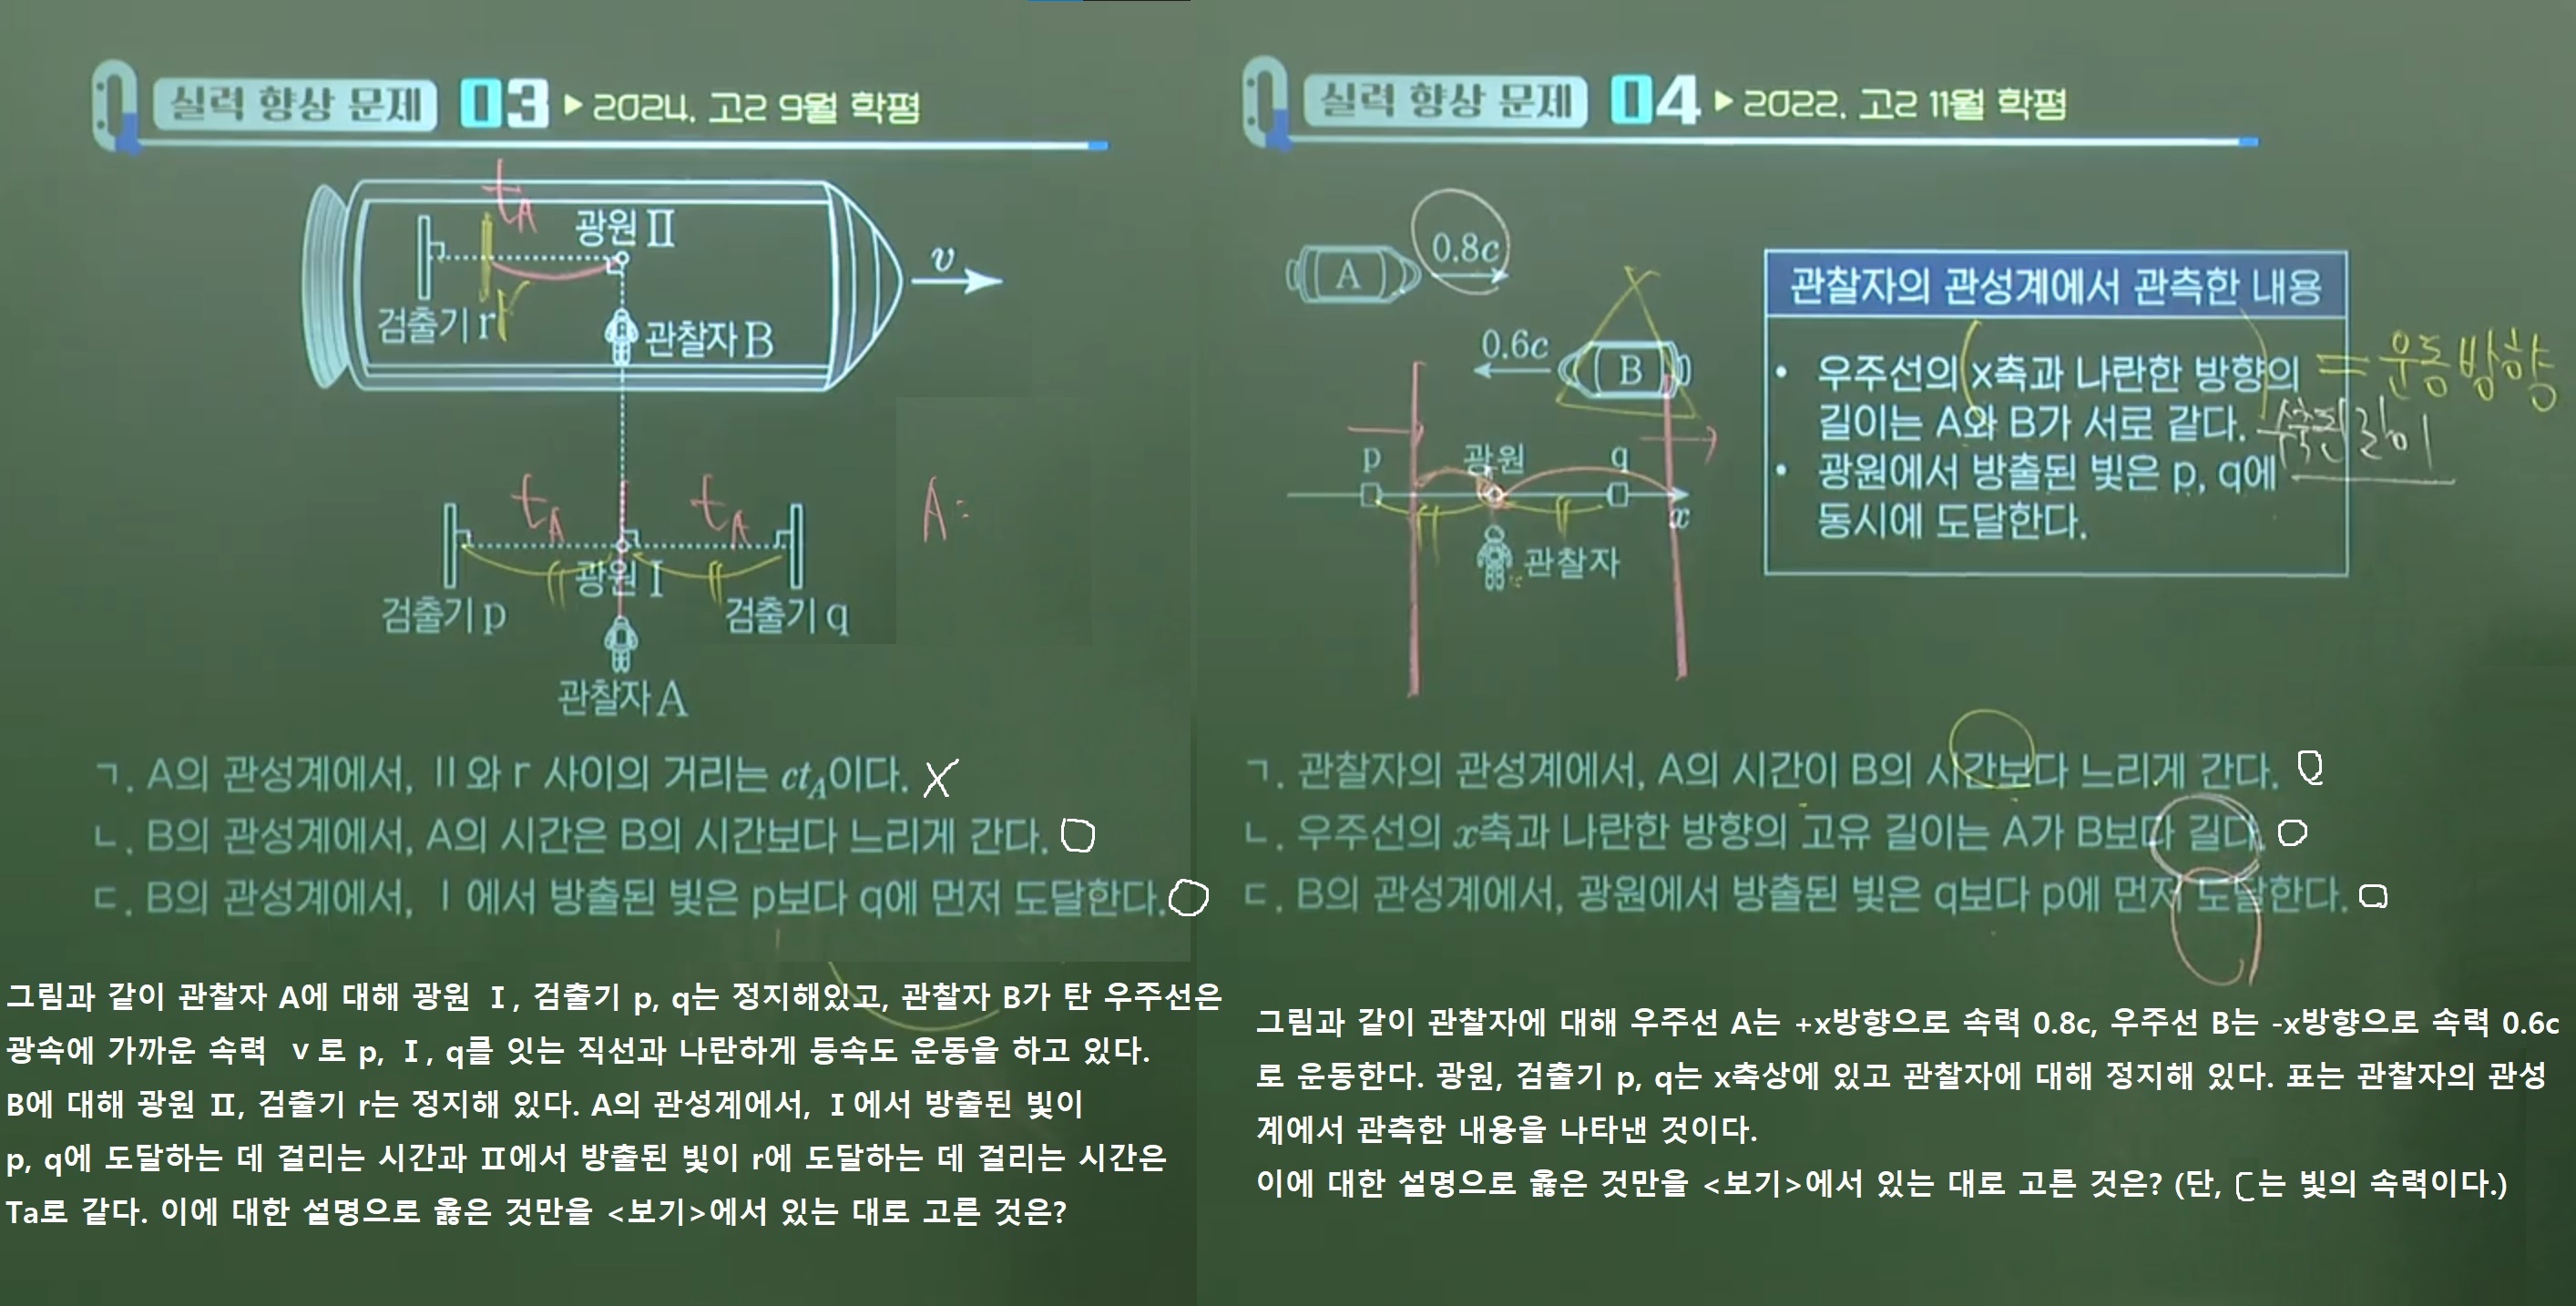 실력 향상 문제 03 ▶ 2024. 고2 9월 학평
tA
광원 Ⅱ
v
검출기 r
관찰자 B
tA
tA
A :
광원 Ⅰ
검출기 p
검출기 q
관찰자 A
ㄱ. A의 관성계에서, Ⅱ와 r 사이의 거리는 ctA이다. X
ㄴ. B의 관성계에서, A의 시간은 B의 시간보다 느리게 간다. O
ㄷ. B의 관성계에서, Ⅰ에서 방출된 빛은 p보다 q에 먼저 도달한다. O
그림과 같이 관찰자 A에 대해 광원 Ⅰ, 검출기 p, q는 정지해있고, 관찰자 B가 탄 우주선은
광속에 가까운 속력 v로 p, Ⅰ, q를 잇는 직선과 나란하게 등속도 운동을 하고 있다.
B에 대해 광원 Ⅱ, 검출기 r는 정지해 있다. A의 관성계에서, Ⅰ에서 방출된 빛이
p, q에 도달하는 데 걸리는 시간과 Ⅱ에서 방출된 빛이 r에 도달하는 데 걸리는 시간은
Ta로 같다. 이에 대한 설명으로 옳은 것만을 <보기>에서 있는 대로 고른 것은?
실력 향상 문제 04 ▶ 2022. 고2 11월 학평
A
0.8c
0.6c
B
p
광원
q
x
관찰자
관찰자의 관성계에서 관측한 내용
• 우주선의 x축과 나란한 방향의 = 운동방향
길이는 A와 B가 서로 같다. 수축된길이
• 광원에서 방출된 빛은 p, q에
동시에 도달한다.
ㄱ. 관찰자의 관성계에서, A의 시간이 B의 시간보다 느리게 간다. O
ㄴ. 우주선의 x축과 나란한 방향의 고유 길이는 A가 B보다 길다. O
ㄷ. B의 관성계에서, 광원에서 방출된 빛은 q보다 p에 먼저 도달한다. O
그림과 같이 관찰자에 대해 우주선 A는 +x방향으로 속력 0.8c, 우주선 B는 -x방향으로 속력 0.6c
로 운동한다. 광원, 검출기 p, q는 x축상에 있고 관찰자에 대해 정지해 있다. 표는 관찰자의 관성
계에서 관측한 내용을 나타낸 것이다.
이에 대한 설명으로 옳은 것만을 <보기>에서 있는 대로 고른 것은? (단, c는 빛의 속력이다.)